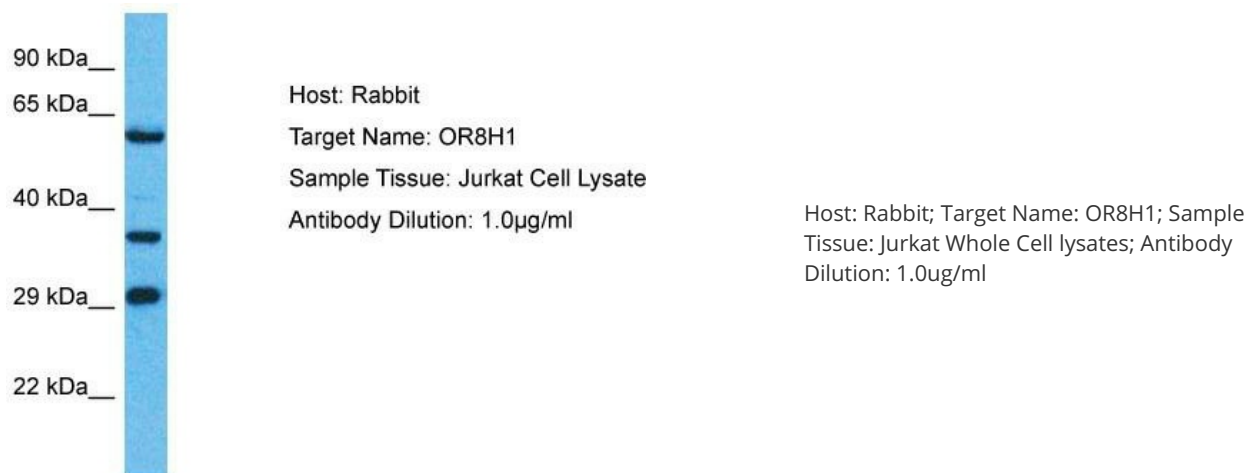 90 kDa__
65 kDa__
40 kDa__
29 kDa__
22 kDa__
Host: Rabbit
Target Name: OR8H1
Sample Tissue: Jurkat Cell Lysate
Antibody Dilution: 1.0µg/ml
Host: Rabbit; Target Name: OR8H1; Sample
Tissue: Jurkat Whole Cell lysates; Antibody
Dilution: 1.0ug/ml